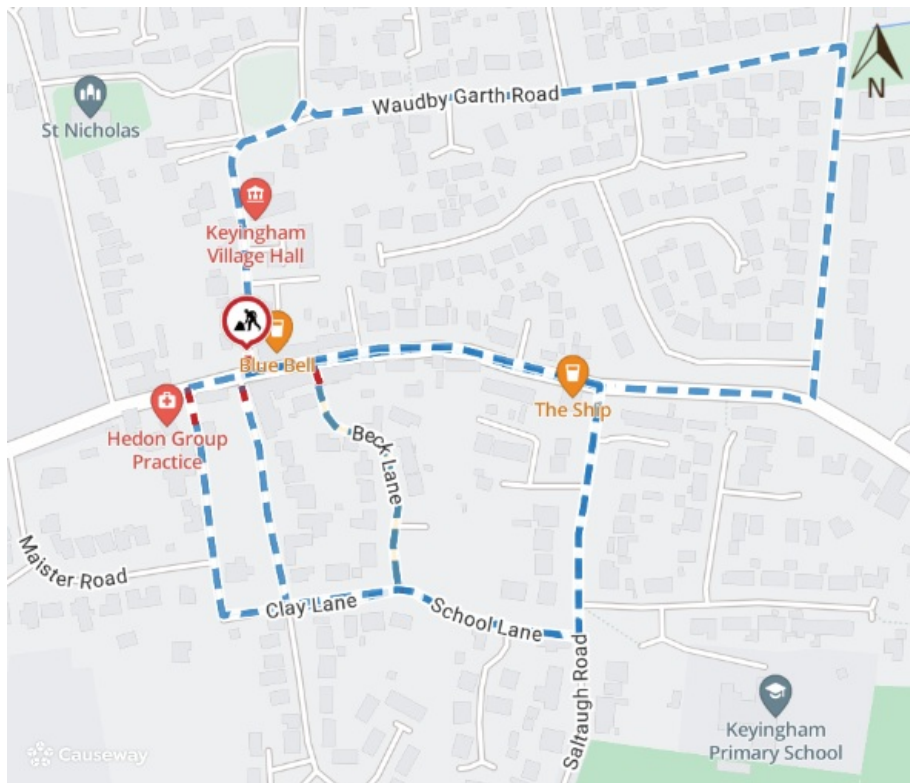 Waudby Garth Road
N
St Nicholas
Keyingham
Village Hall
Blue Bell
The Ship
Hedon Group
Practice
Beck Lane
Maister Road
Clay Lane
School Lane
Saltaugh Road
Keyingham
Primary School
Causeway